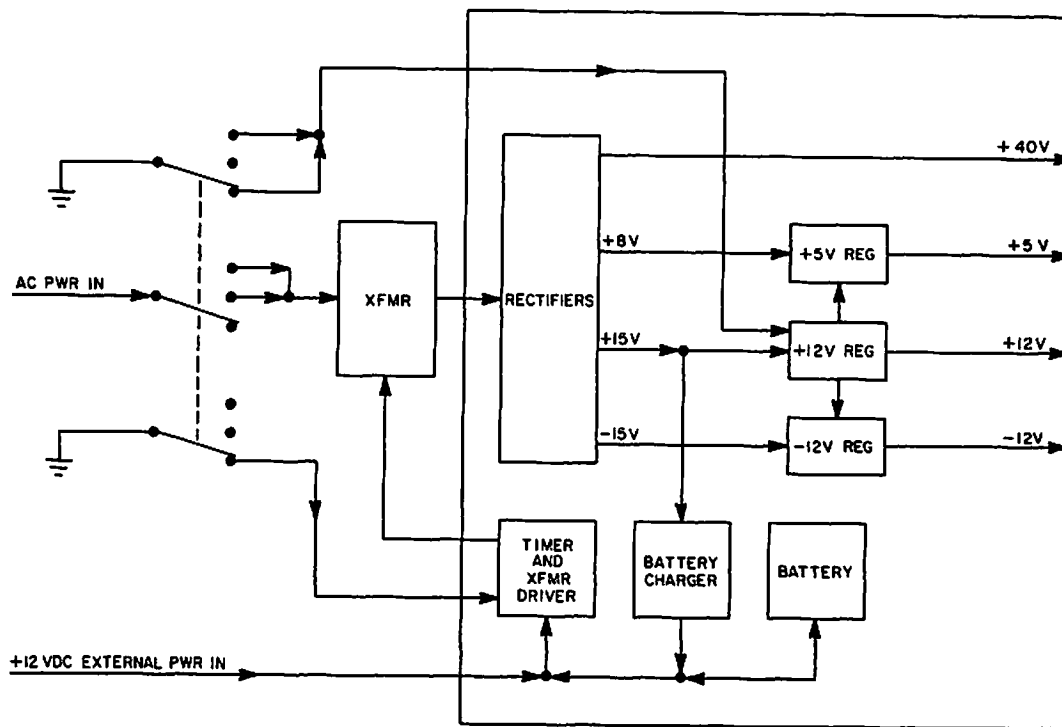 +40V
+8V
+5V REG
+5V
AC PWR IN
XFMR
RECTIFIERS
+15V
+12V REG
+12V
-15V
-12V REG
-12V
TIMER
AND
XFMR
DRIVER
BATTERY
CHARGER
BATTERY
+12 VDC EXTERNAL PWR IN